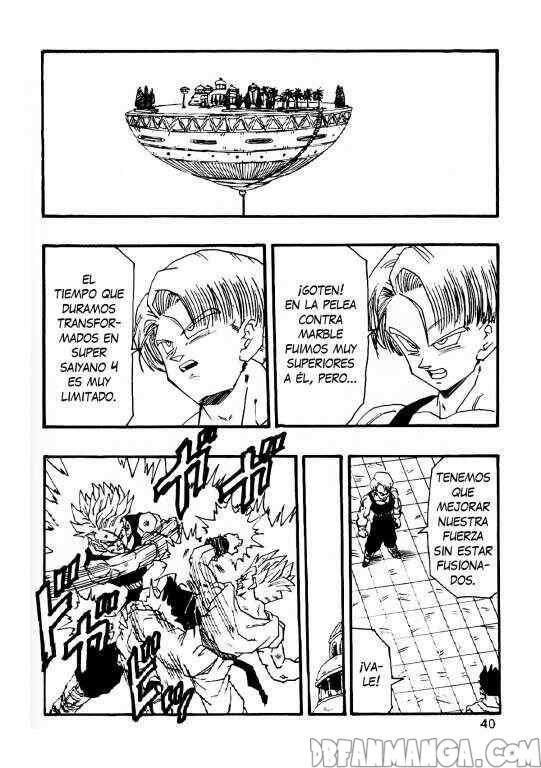 ¡GOTEN!
EN LA PELEA
CONTRA
MARBLE
FUIMOS MUY
SUPERIORES
A ÉL, PERO...
EL
TIEMPO QUE
DURAMOS
TRANSFOR-
MADOS EN
SUPER
SAIYANO 4
ES MUY
LIMITADO.
TENEMOS
QUE
MEJORAR
NUESTRA
FUERZA
SIN ESTAR
FUSIONA-
DOS.
¡VA-
LE!
40
DBFANMANGA.COM